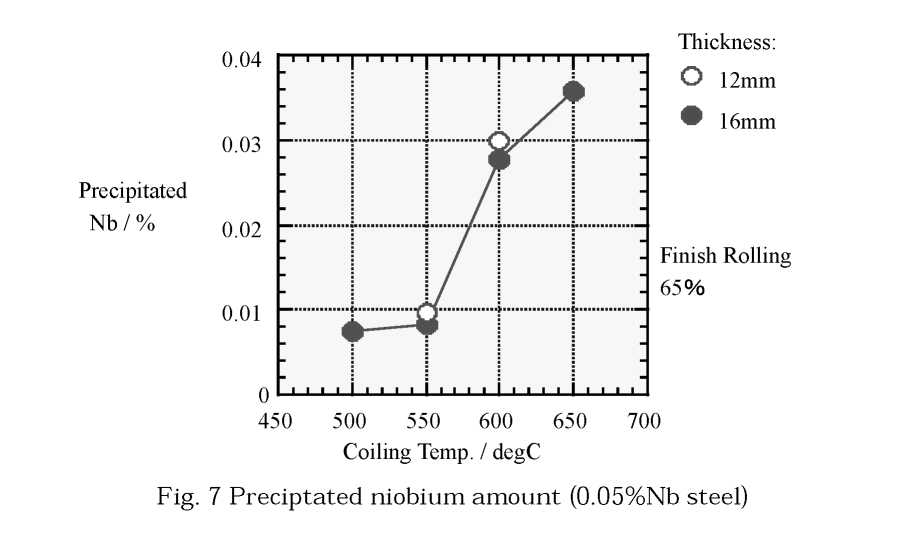 Thickness:
12mm
16mm
0.04
0.03
0.02
0.01
0
Precipitated
Nb / %
Finish Rolling
65%
450 500 550 600 650 700
Coiling Temp. / degC
Fig. 7 Preciptated niobium amount (0.05%Nb steel)